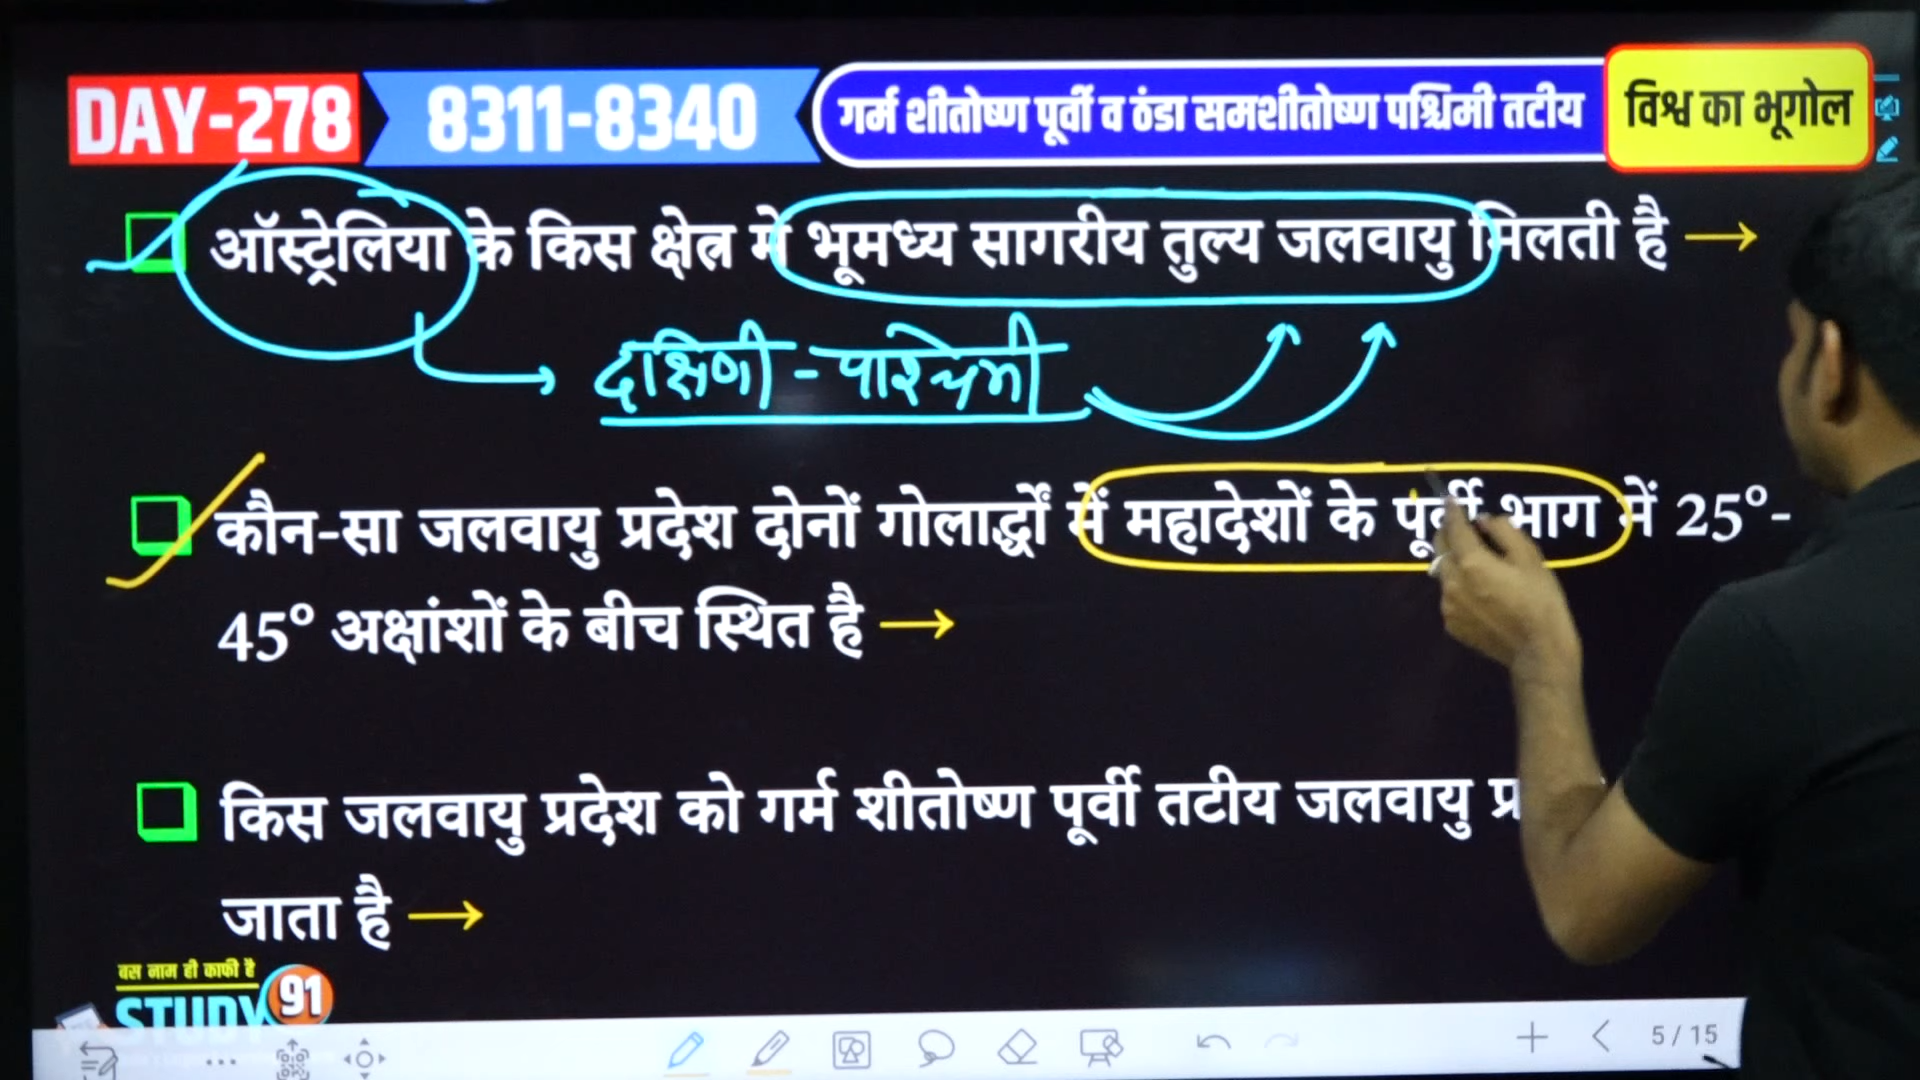 DAY-278
8311-8340
गर्म शीतोष्ण पूर्वी व ठंडा समशीतोष्ण पश्चिमी तटीय
विश्व का भूगोल
ऑस्ट्रेलिया के किस क्षेत्र में भूमध्य सागरीय तुल्य जलवायु मिलती है →
दक्षिणी - पश्चिमी
कौन-सा जलवायु प्रदेश दोनों गोलार्द्धों में महादेशों के पूर्वी भाग में 25°-
45° अक्षांशों के बीच स्थित है →
किस जलवायु प्रदेश को गर्म शीतोष्ण पूर्वी तटीय जलवायु
जाता है →
बस नाम ही काफी है
STUDY 91
5 / 15